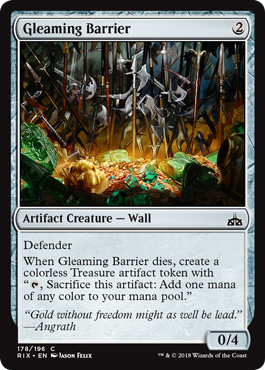 Gleaming Barrier 2
Artifact Creature — Wall
Defender
When Gleaming Barrier dies, create a
colorless Treasure artifact token with
“, Sacrifice this artifact: Add one mana
of any color to your mana pool.”
“Gold without freedom might as well be lead.”
—Angrath
0/4
178/196 C
RIX • EN Jason Felix
™ & © 2018 Wizards of the Coast